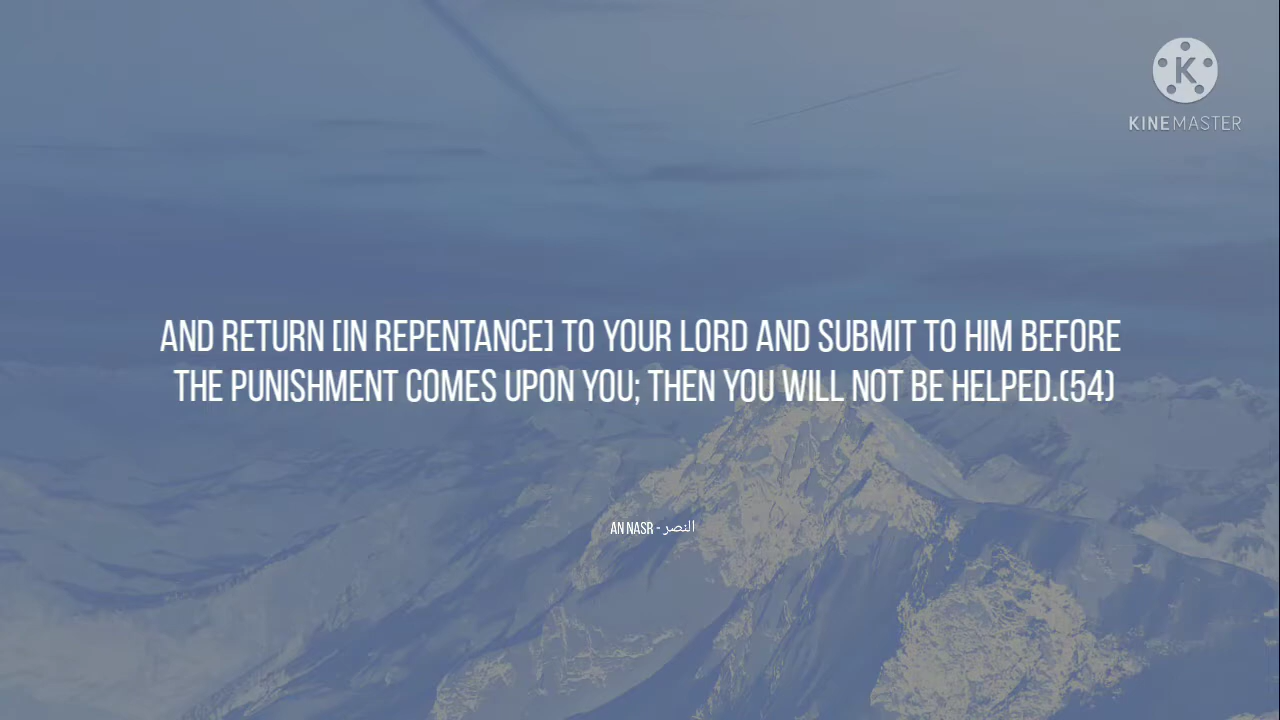 KINEMASTER
AND RETURN [IN REPENTANCE] TO YOUR LORD AND SUBMIT TO HIM BEFORE
THE PUNISHMENT COMES UPON YOU; THEN YOU WILL NOT BE HELPED.(54)
AN NASR - النصر